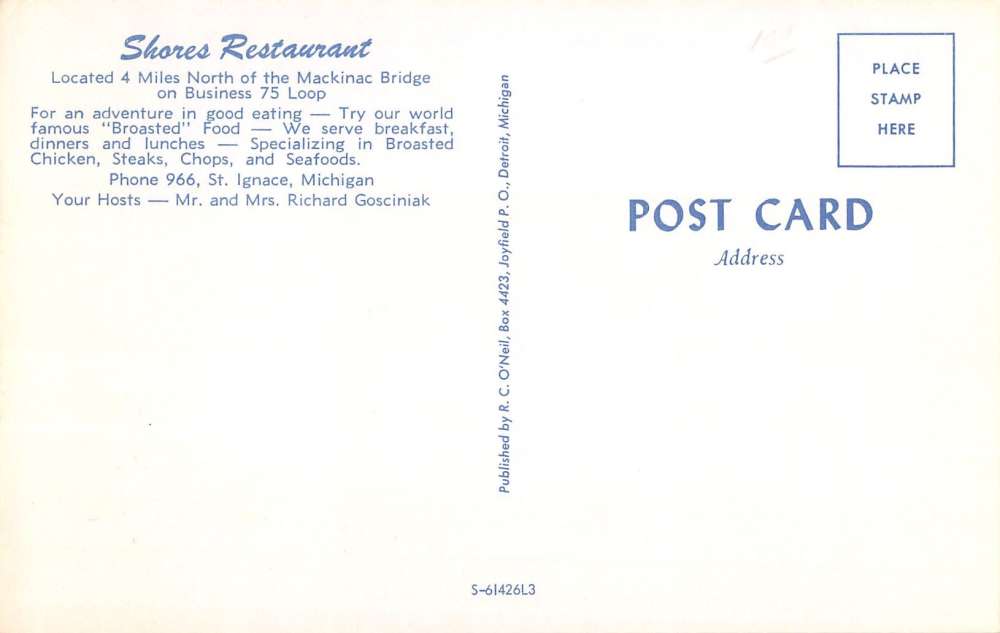 Shores Restaurant
Located 4 Miles North of the Mackinac Bridge
on Business 75 Loop
For an adventure in good eating — Try our world
famous "Broasted" Food — We serve breakfast,
dinners and lunches — Specializing in Broasted
Chicken, Steaks, Chops, and Seafoods.
Phone 966, St. Ignace, Michigan
Your Hosts — Mr. and Mrs. Richard Gosciniak
Published by R. C. O'Neil, Box 4423, Joyfield P. O., Detroit, Michigan
S-61426L3
PLACE
STAMP
HERE
POST CARD
Address